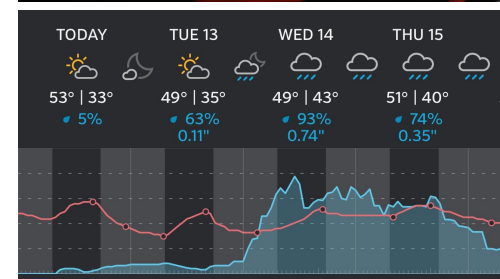 TODAY TUE 13 WED 14 THU 15
53° | 33° 49° | 35° 49° | 43° 51° | 40°
5% 63% 93% 74%
0.11" 0.74" 0.35"